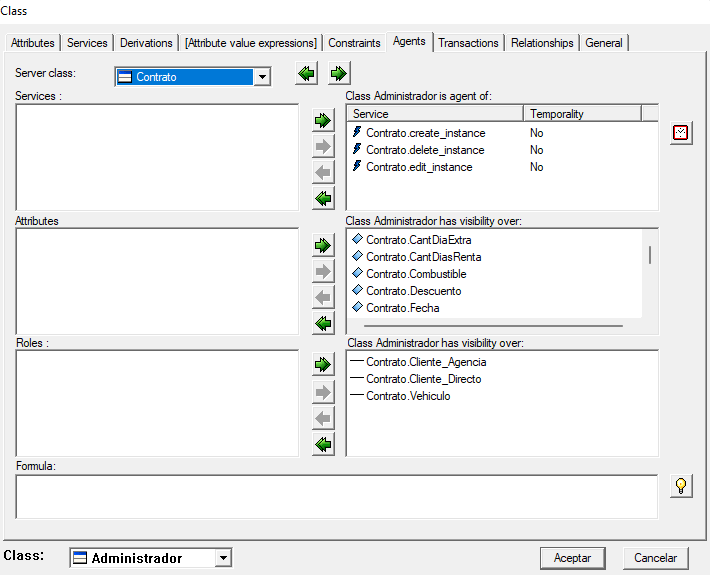 Class
Attributes
Services
Derivations
[Attribute value expressions]
Constraints
Agents
Transactions
Relationships
General
Server class:
Contrato
Services :
Class Administrador is agent of:
Service Temporality
Contrato.create_instance No
Contrato.delete_instance No
Contrato.edit_instance No
Attributes
Class Administrador has visibility over:
Contrato.CantDiaExtra
Contrato.CantDiasRenta
Contrato.Combustible
Contrato.Descuento
Contrato.Fecha
Roles :
Class Administrador has visibility over:
Contrato.Cliente_Agencia
Contrato.Cliente_Directo
Contrato.Vehiculo
Formula:
Class:
Administrador
Aceptar
Cancelar